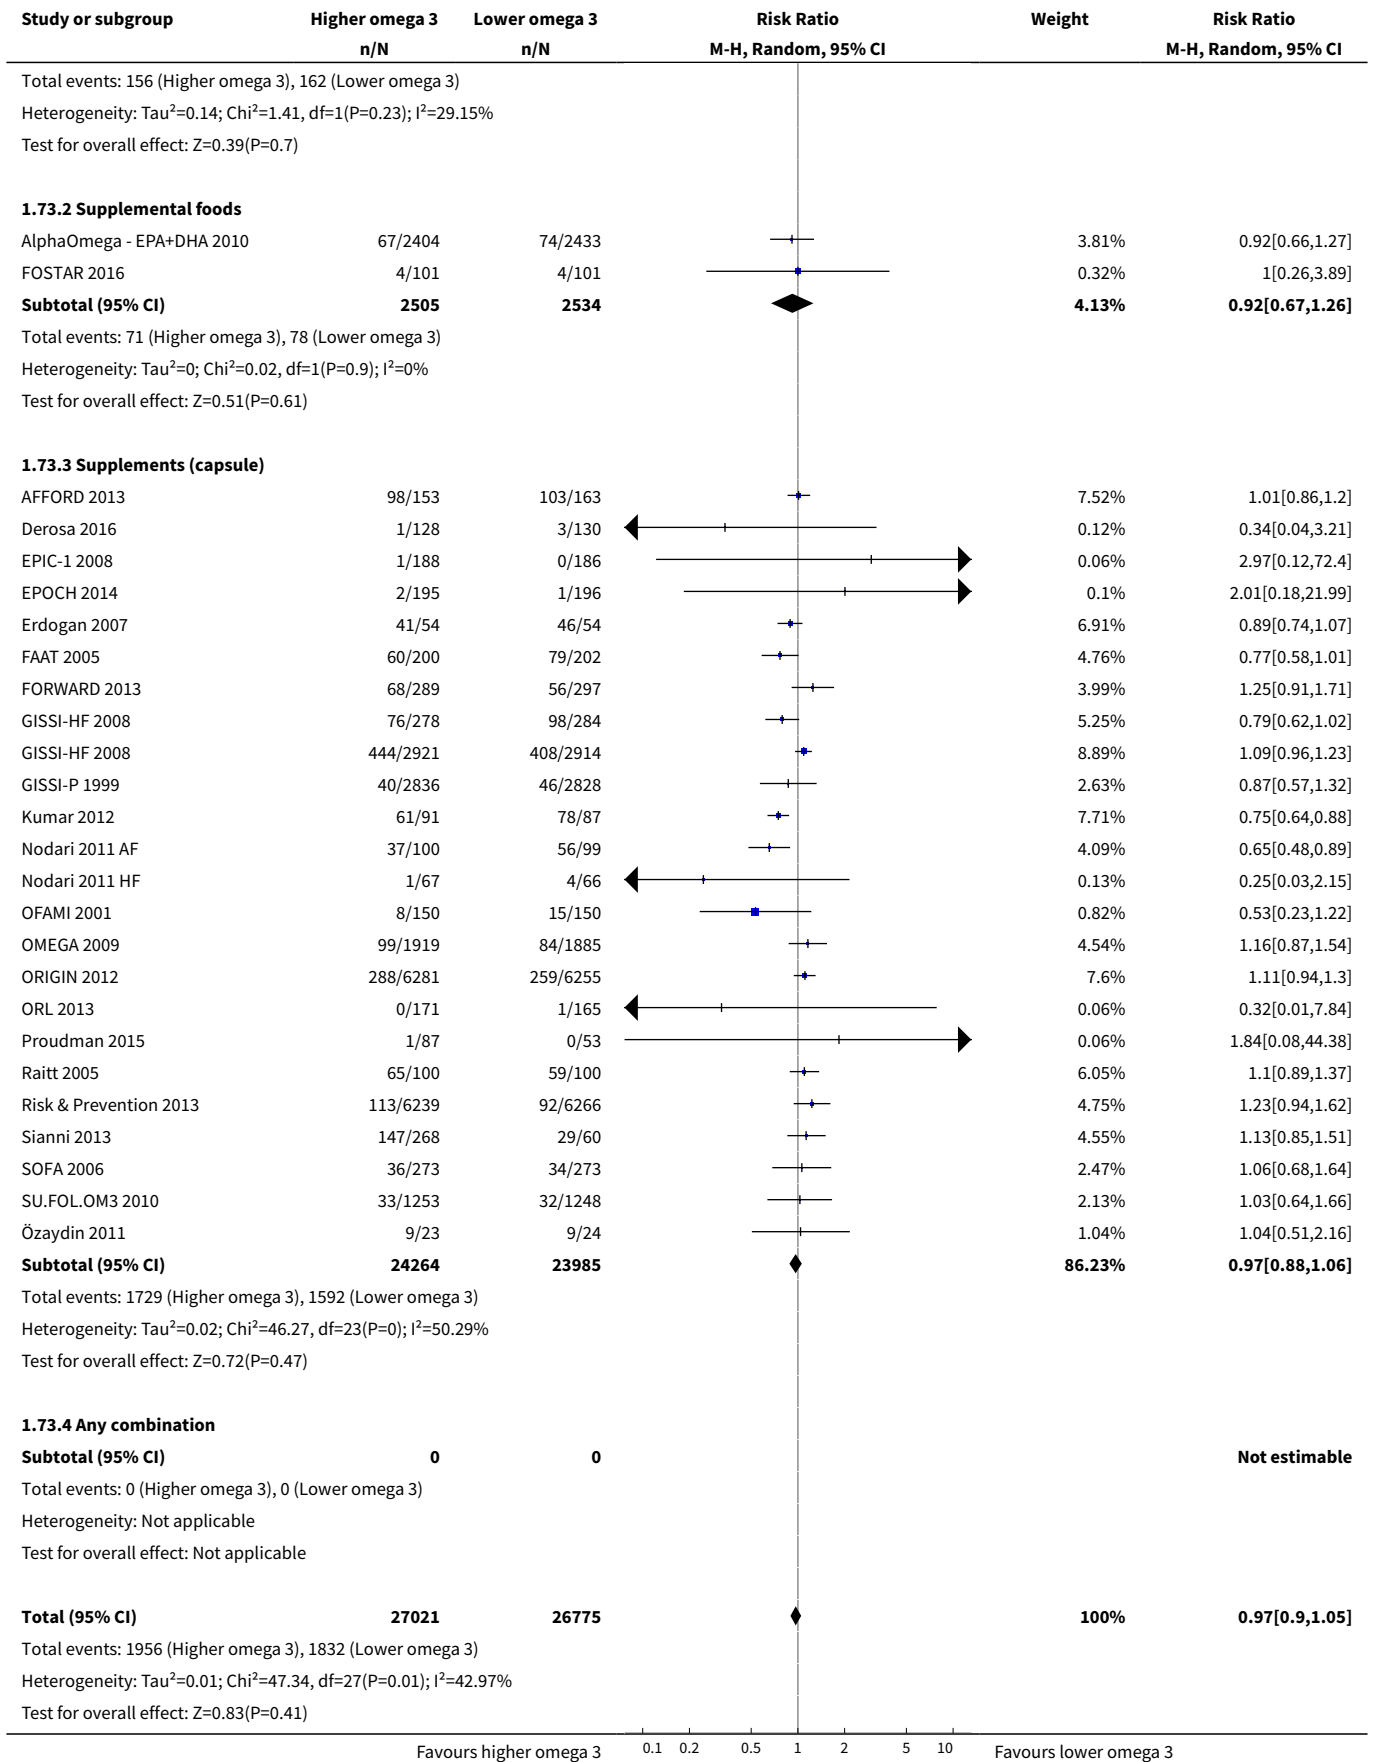 Study or subgroup Higher omega 3 Lower omega 3 Risk Ratio Weight Risk Ratio
n/N n/N M-H, Random, 95% CI M-H, Random, 95% CI
Total events: 156 (Higher omega 3), 162 (Lower omega 3)
Heterogeneity: Tau²=0.14; Chi²=1.41, df=1(P=0.23); I²=29.15%
Test for overall effect: Z=0.39(P=0.7)
1.73.2 Supplemental foods
AlphaOmega - EPA+DHA 2010 67/2404 74/2433 3.81% 0.92[0.66,1.27]
FOSTAR 2016 4/101 4/101 0.32% 1[0.26,3.89]
Subtotal (95% CI) 2505 2534 4.13% 0.92[0.67,1.26]
Total events: 71 (Higher omega 3), 78 (Lower omega 3)
Heterogeneity: Tau²=0; Chi²=0.02, df=1(P=0.9); I²=0%
Test for overall effect: Z=0.51(P=0.61)
1.73.3 Supplements (capsule)
AFFORD 2013 98/153 103/163 7.52% 1.01[0.86,1.2]
Derosa 2016 1/128 3/130 0.12% 0.34[0.04,3.21]
EPIC-1 2008 1/188 0/186 0.06% 2.97[0.12,72.4]
EPOCH 2014 2/195 1/196 0.1% 2.01[0.18,21.99]
Erdogan 2007 41/54 46/54 6.91% 0.89[0.74,1.07]
FAAT 2005 60/200 79/202 4.76% 0.77[0.58,1.01]
FORWARD 2013 68/289 56/297 3.99% 1.25[0.91,1.71]
GISSI-HF 2008 76/278 98/284 5.25% 0.79[0.62,1.02]
GISSI-HF 2008 444/2921 408/2914 8.89% 1.09[0.96,1.23]
GISSI-P 1999 40/2836 46/2828 2.63% 0.87[0.57,1.32]
Kumar 2012 61/91 78/87 7.71% 0.75[0.64,0.88]
Nodari 2011 AF 37/100 56/99 4.09% 0.65[0.48,0.89]
Nodari 2011 HF 1/67 4/66 0.13% 0.25[0.03,2.15]
OFAMI 2001 8/150 15/150 0.82% 0.53[0.23,1.22]
OMEGA 2009 99/1919 84/1885 4.54% 1.16[0.87,1.54]
ORIGIN 2012 288/6281 259/6255 7.6% 1.11[0.94,1.3]
ORL 2013 0/171 1/165 0.06% 0.32[0.01,7.84]
Proudman 2015 1/87 0/53 0.06% 1.84[0.08,44.38]
Raitt 2005 65/100 59/100 6.05% 1.1[0.89,1.37]
Risk & Prevention 2013 113/6239 92/6266 4.75% 1.23[0.94,1.62]
Sianni 2013 147/268 29/60 4.55% 1.13[0.85,1.51]
SOFA 2006 36/273 34/273 2.47% 1.06[0.68,1.64]
SU.FOL.OM3 2010 33/1253 32/1248 2.13% 1.03[0.64,1.66]
Özaydin 2011 9/23 9/24 1.04% 1.04[0.51,2.16]
Subtotal (95% CI) 24264 23985 86.23% 0.97[0.88,1.06]
Total events: 1729 (Higher omega 3), 1592 (Lower omega 3)
Heterogeneity: Tau²=0.02; Chi²=46.27, df=23(P=0); I²=50.29%
Test for overall effect: Z=0.72(P=0.47)
1.73.4 Any combination
Subtotal (95% CI) 0 0 Not estimable
Total events: 0 (Higher omega 3), 0 (Lower omega 3)
Heterogeneity: Not applicable
Test for overall effect: Not applicable
Total (95% CI) 27021 26775 100% 0.97[0.9,1.05]
Total events: 1956 (Higher omega 3), 1832 (Lower omega 3)
Heterogeneity: Tau²=0.01; Chi²=47.34, df=27(P=0.01); I²=42.97%
Test for overall effect: Z=0.83(P=0.41)
Favours higher omega 3 0.1 0.2 0.5 1 2 5 10 Favours lower omega 3